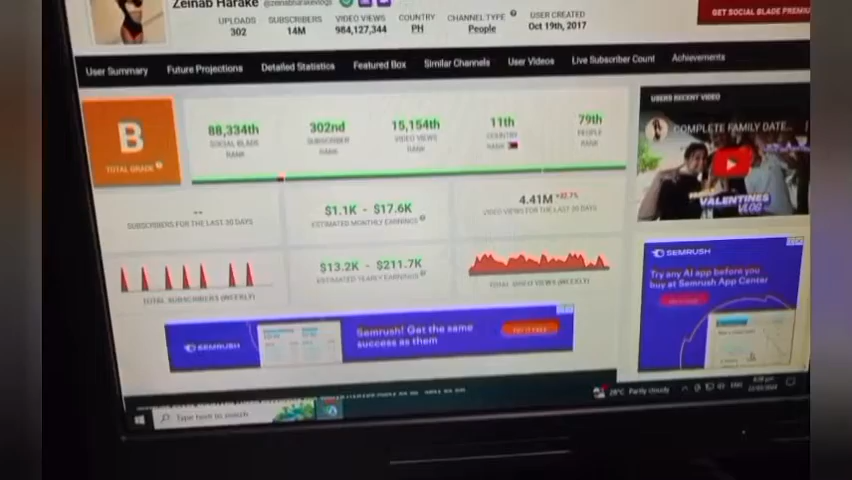 Zeinab Harake @zeinabharakevlogs
UPLOADS
302
SUBSCRIBERS
14M
VIDEO VIEWS
984,127,344
COUNTRY
PH
CHANNEL TYPE
People
USER CREATED
Oct 19th, 2017
GET SOCIAL BLADE PREMIUM
User Summary
Future Projections
Detailed Statistics
Featured Box
Similar Channels
User Videos
Live Subscriber Count
Achievements
B
TOTAL GRADE
88,334th
SOCIAL BLADE
RANK
302nd
SUBSCRIBER
RANK
15,154th
VIDEO VIEWS
RANK
11th
COUNTRY
RANK
79th
PEOPLE
RANK
USERS RECENT VIDEO
COMPLETE FAMILY DATE...
VALENTINES
VLOG
--
SUBSCRIBERS FOR THE LAST 30 DAYS
$1.1K - $17.6K
ESTIMATED MONTHLY EARNINGS
4.41M
VIDEO VIEWS FOR THE LAST 30 DAYS
TOTAL SUBSCRIBERS (WEEKLY)
$13.2K - $211.7K
ESTIMATED YEARLY EARNINGS
TOTAL VIDEO VIEWS (WEEKLY)
SEMRUSH
Try any AI app before you
buy at Semrush App Center
SEMRUSH
Semrush! Get the same
success as them
Try it free
Type here to search
Partly cloudy